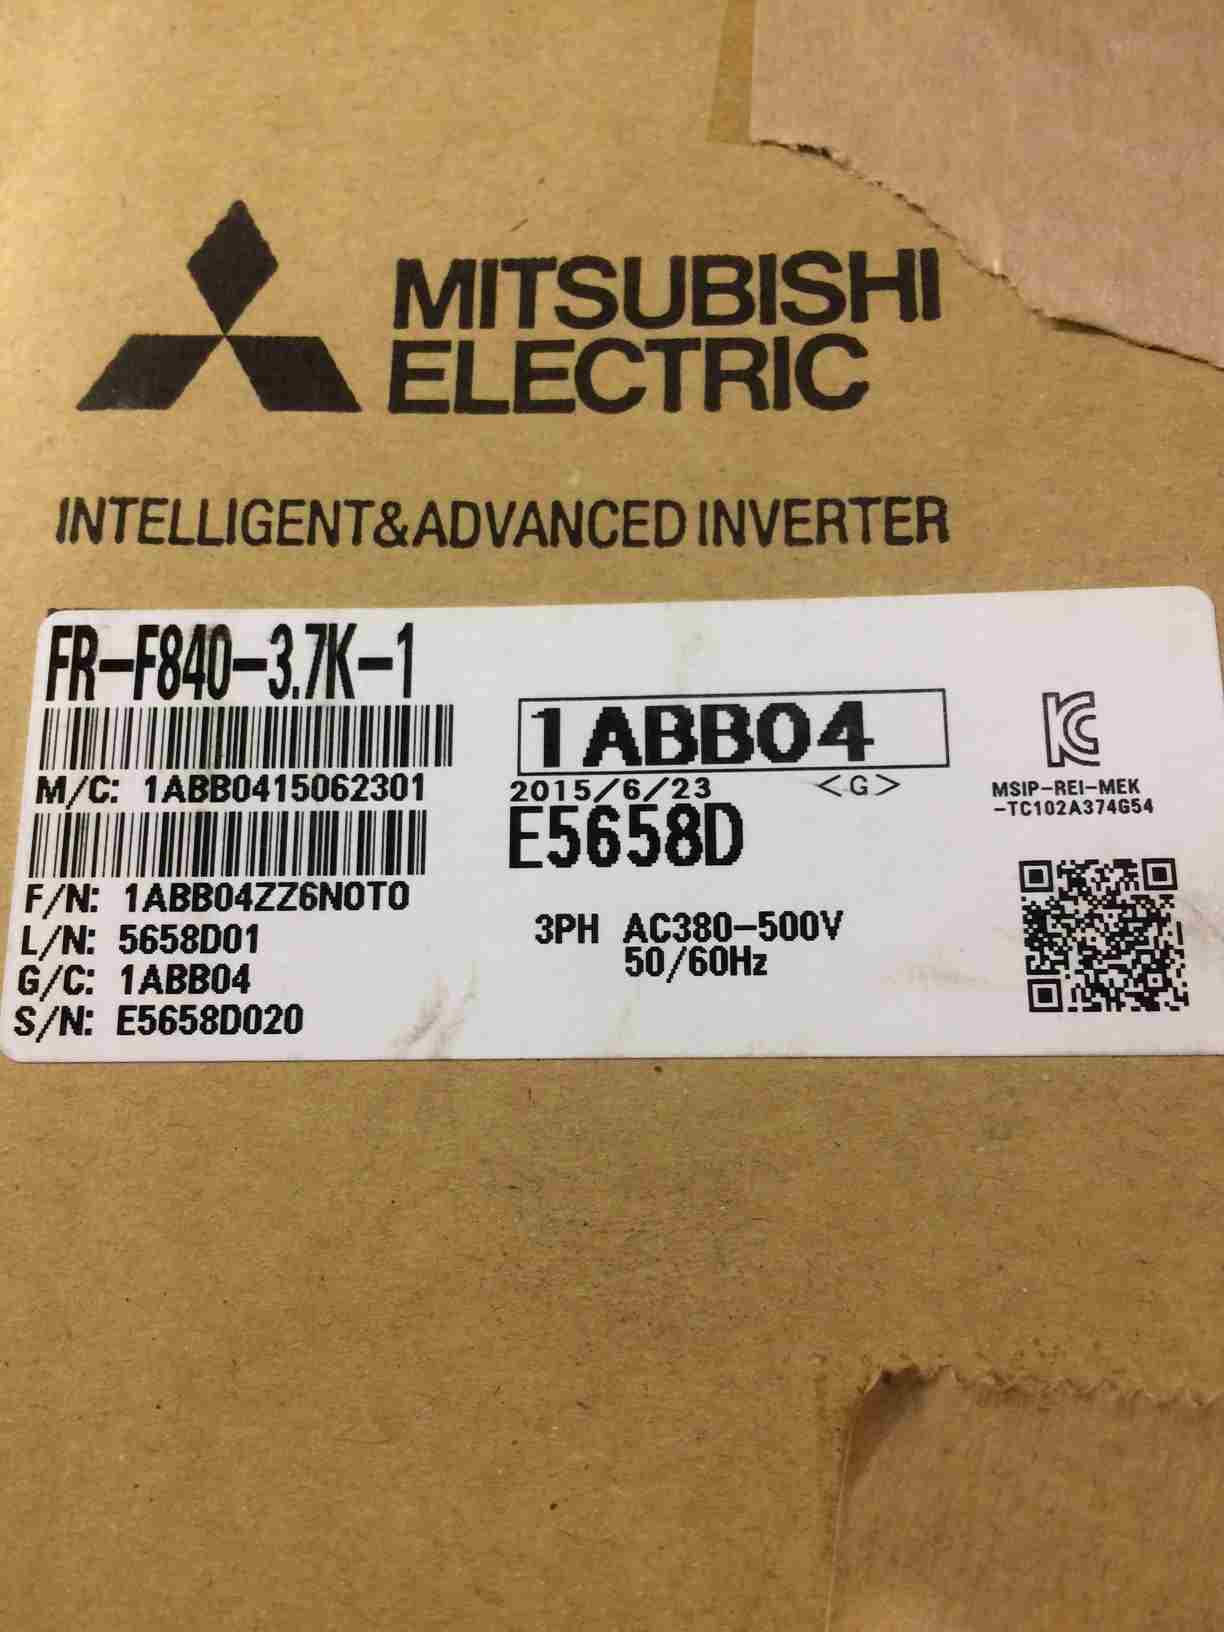 MITSUBISHI
ELECTRIC
INTELLIGENT&ADVANCED INVERTER
FR-F840-3.7K-1
M/C: 1ABB0415062301
F/N: 1ABB04ZZ6N0T0
L/N: 5658D01
G/C: 1ABB04
S/N: E5658D020
1ABB04
2015/6/23 <G>
E5658D
3PH AC380-500V
50/60Hz
MSIP-REI-MEK
-TC102A374G54